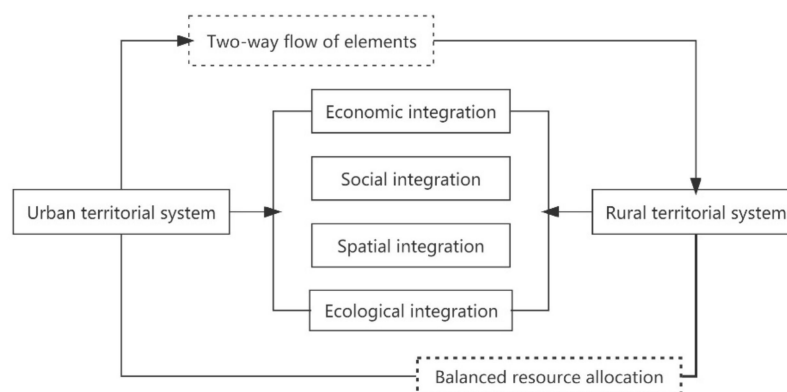 Two-way flow of elements
Economic integration
Social integration
Urban territorial system
Rural territorial system
Spatial integration
Ecological integration
Balanced resource allocation